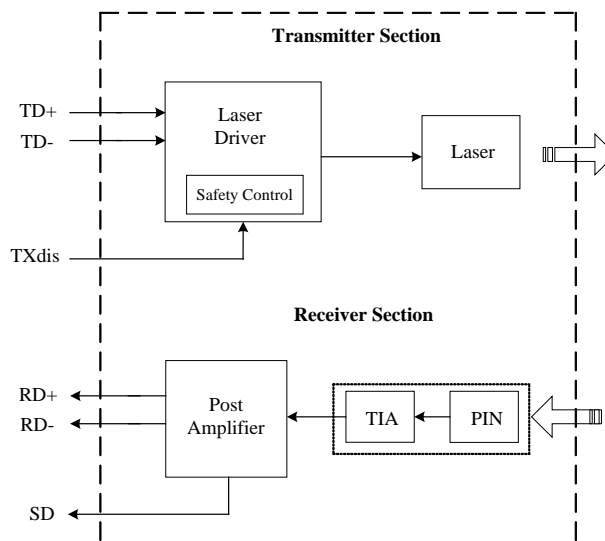 Transmitter Section
TD+
TD-
Laser
Driver
Safety Control
Laser
TXdis
Receiver Section
RD+
RD-
Post
Amplifier
TIA
PIN
SD